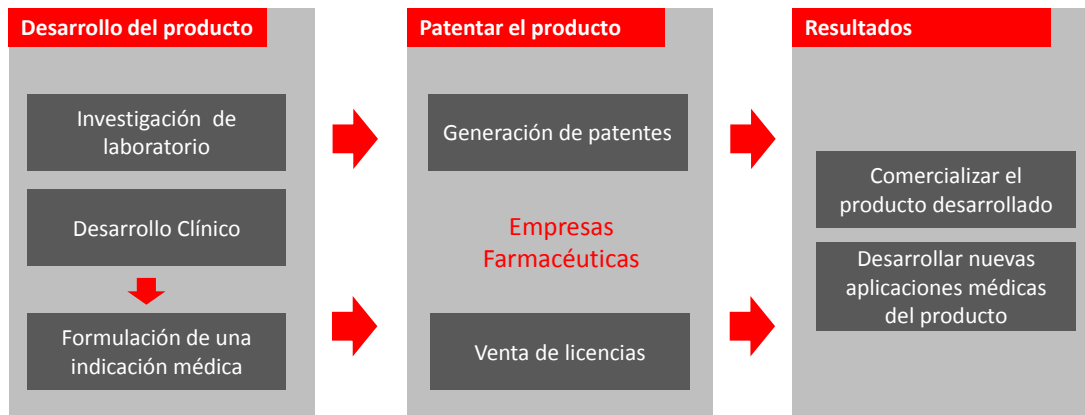 Desarrollo del producto
Investigación de
laboratorio
Desarrollo Clínico
Formulación de una
indicación médica
Patentar el producto
Generación de patentes
Empresas
Farmacéuticas
Venta de licencias
Resultados
Comercializar el
producto desarrollado
Desarrollar nuevas
aplicaciones médicas
del producto